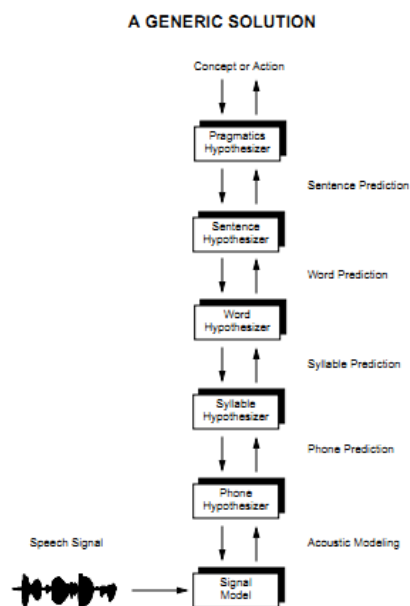 A GENERIC SOLUTION
Concept or Action
Pragmatics
Hypothesizer
Sentence Prediction
Sentence
Hypothesizer
Word Prediction
Word
Hypothesizer
Syllable Prediction
Syllable
Hypothesizer
Phone Prediction
Phone
Hypothesizer
Speech Signal
Acoustic Modeling
Signal
Model